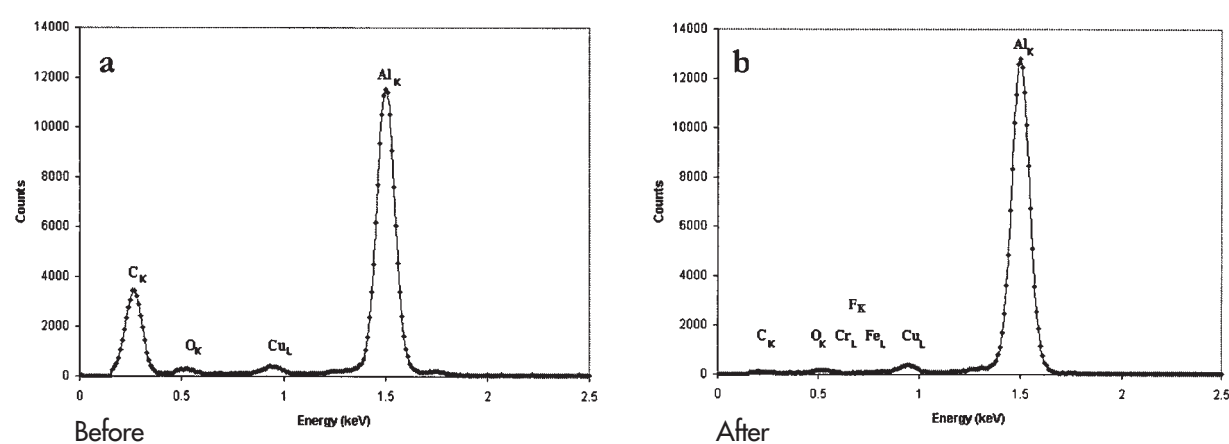 a
14000
12000
10000
8000
6000
4000
2000
0
Counts
C_K
O_K
Cu_L
Al_K
0 0.5 1 1.5 2 2.5
Energy (keV)
Before
b
14000
12000
10000
8000
6000
4000
2000
0
Counts
Al_K
F_K
C_K O_K Cr_L Fe_L Cu_L
0 0.5 1 1.5 2 2.5
Energy (keV)
After